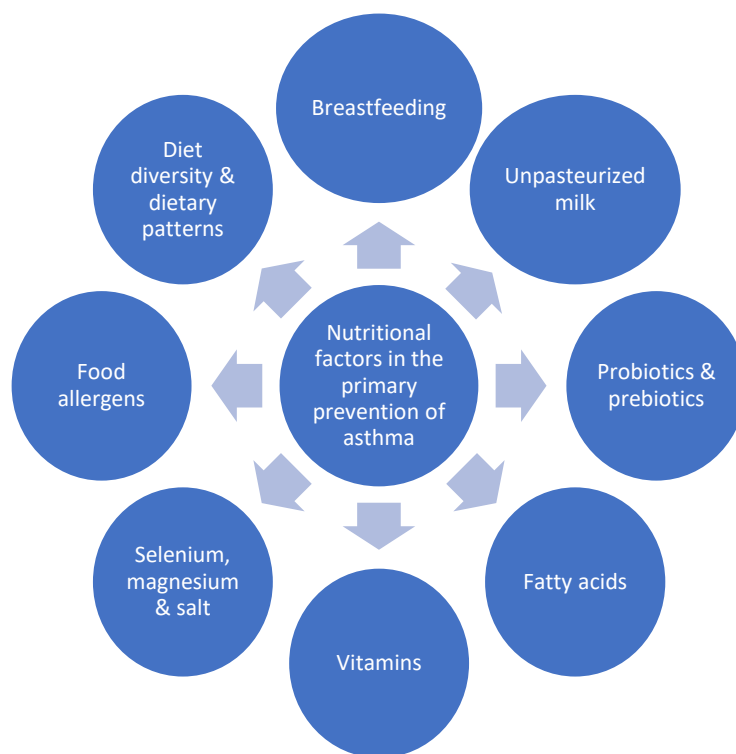 Breastfeeding
Unpasteurized
milk
Probiotics &
prebiotics
Fatty acids
Vitamins
Selenium,
magnesium
& salt
Food
allergens
Diet
diversity &
dietary
patterns
Nutritional
factors in the
primary
prevention of
asthma